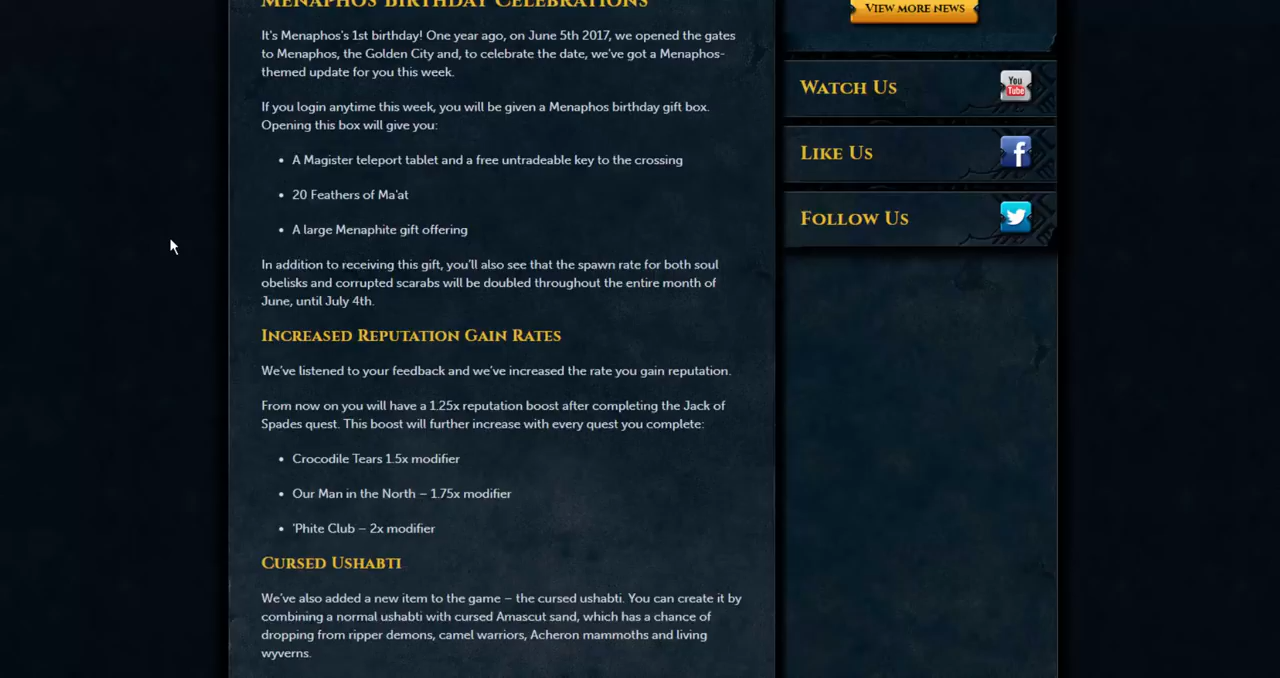 Menaphos Birthday Celebrations
It's Menaphos's 1st birthday! One year ago, on June 5th 2017, we opened the gates
to Menaphos, the Golden City and, to celebrate the date, we've got a Menaphos-
themed update for you this week.
If you login anytime this week, you will be given a Menaphos birthday gift box.
Opening this box will give you:
• A Magister teleport tablet and a free untradeable key to the crossing
• 20 Feathers of Ma'at
• A large Menaphite gift offering
In addition to receiving this gift, you'll also see that the spawn rate for both soul
obelisks and corrupted scarabs will be doubled throughout the entire month of
June, until July 4th.
Increased Reputation Gain Rates
We've listened to your feedback and we've increased the rate you gain reputation.
From now on you will have a 1.25x reputation boost after completing the Jack of
Spades quest. This boost will further increase with every quest you complete:
• Crocodile Tears 1.5x modifier
• Our Man in the North – 1.75x modifier
• 'Phite Club – 2x modifier
Cursed Ushabti
We've also added a new item to the game – the cursed ushabti. You can create it by
combining a normal ushabti with cursed Amascut sand, which has a chance of
dropping from ripper demons, camel warriors, Acheron mammoths and living
wyverns.
View more news
Watch Us
You
Tube
Like Us
f
Follow Us